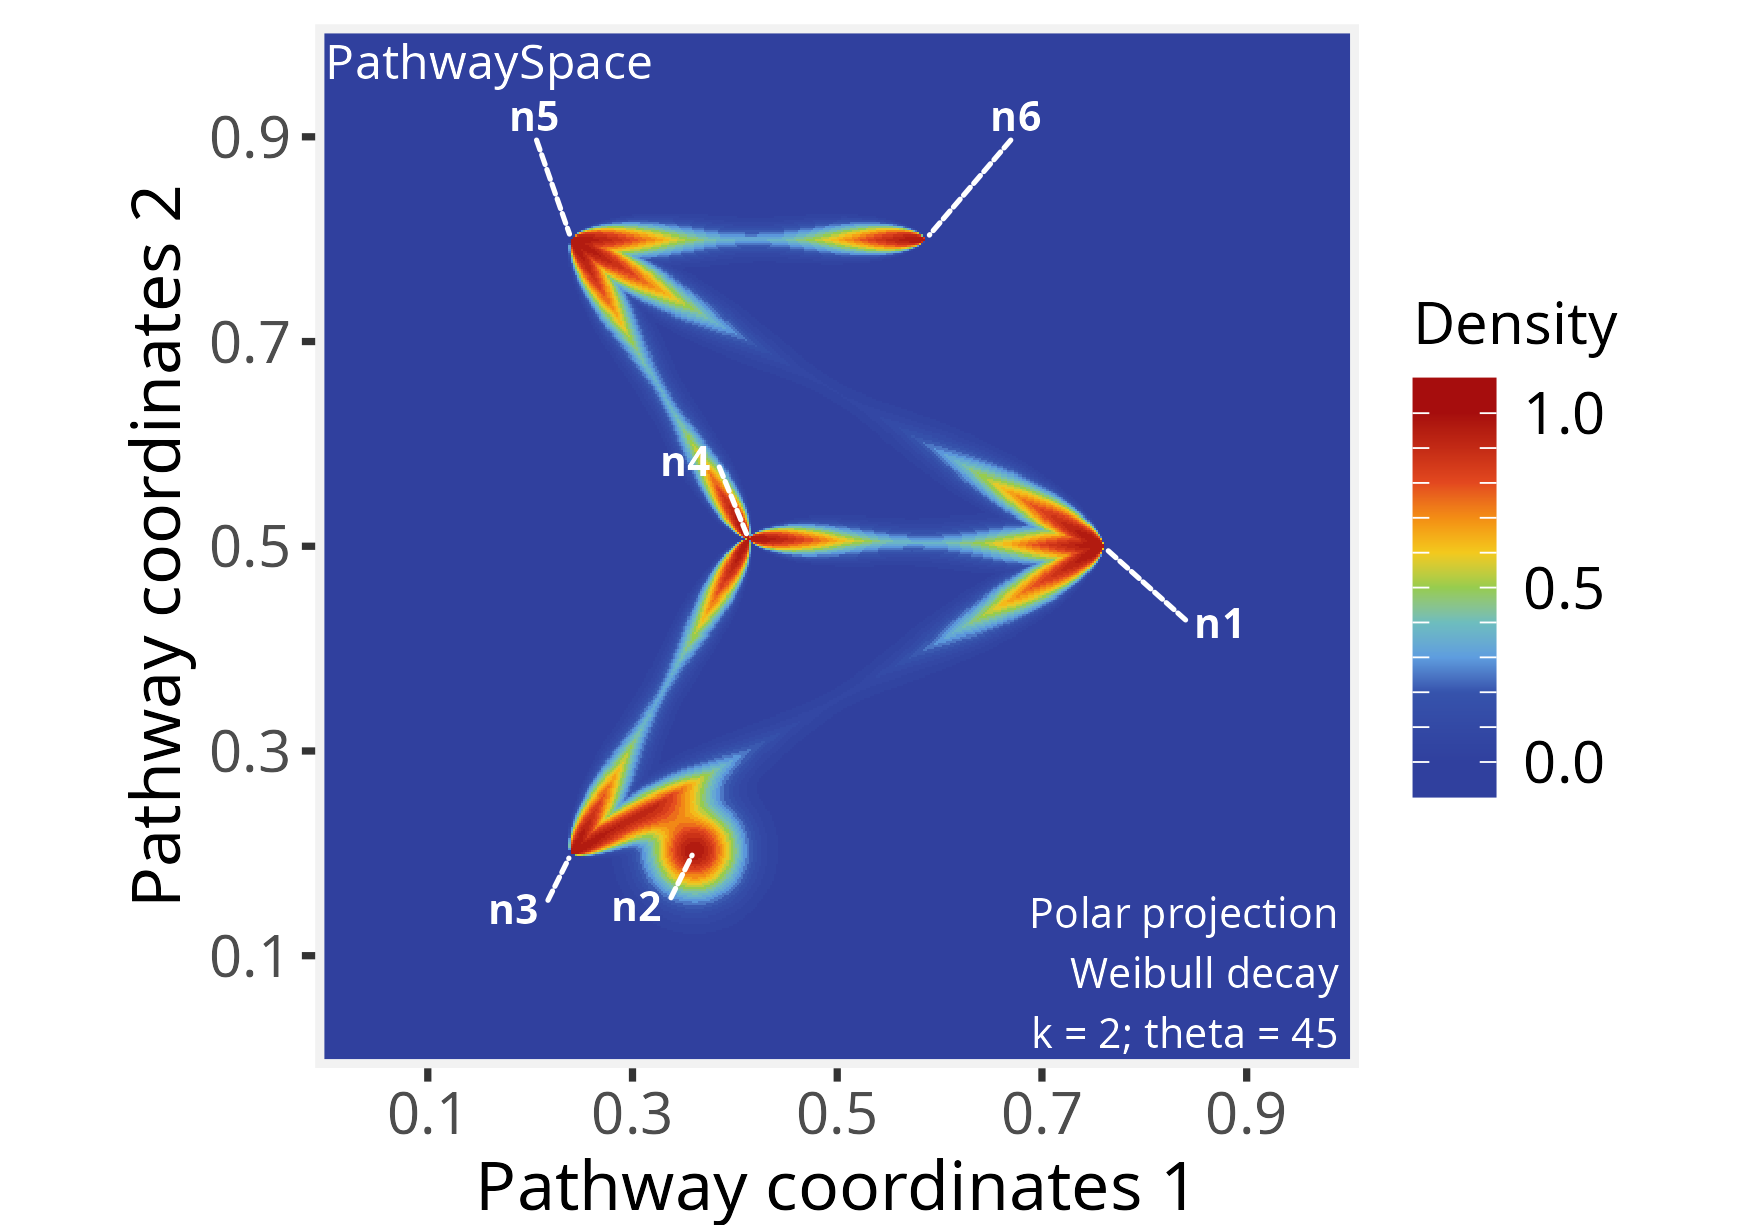 PathwaySpace
n5
n6
n4
n1
n3
n2
Polar projection
Weibull decay
k = 2; theta = 45
0.9
0.7
0.5
0.3
0.1
Pathway coordinates 2
0.1
0.3
0.5
0.7
0.9
Pathway coordinates 1
Density
1.0
0.5
0.0